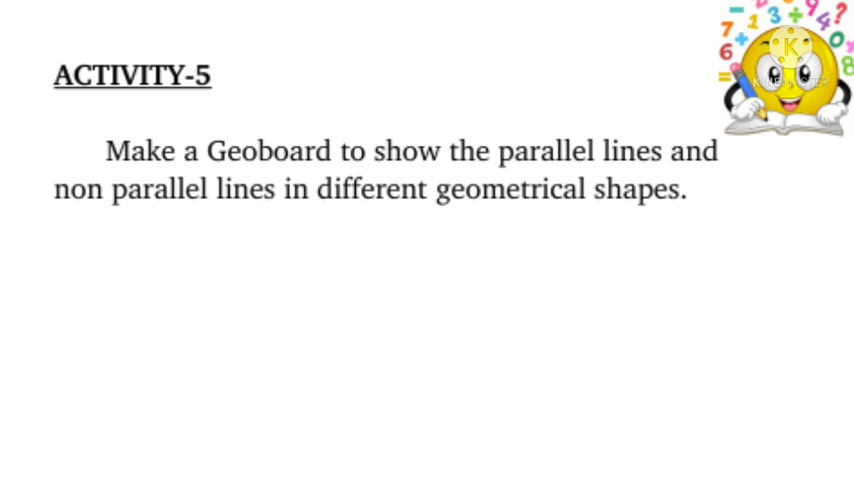 ACTIVITY-5
Make a Geoboard to show the parallel lines and
non parallel lines in different geometrical shapes.